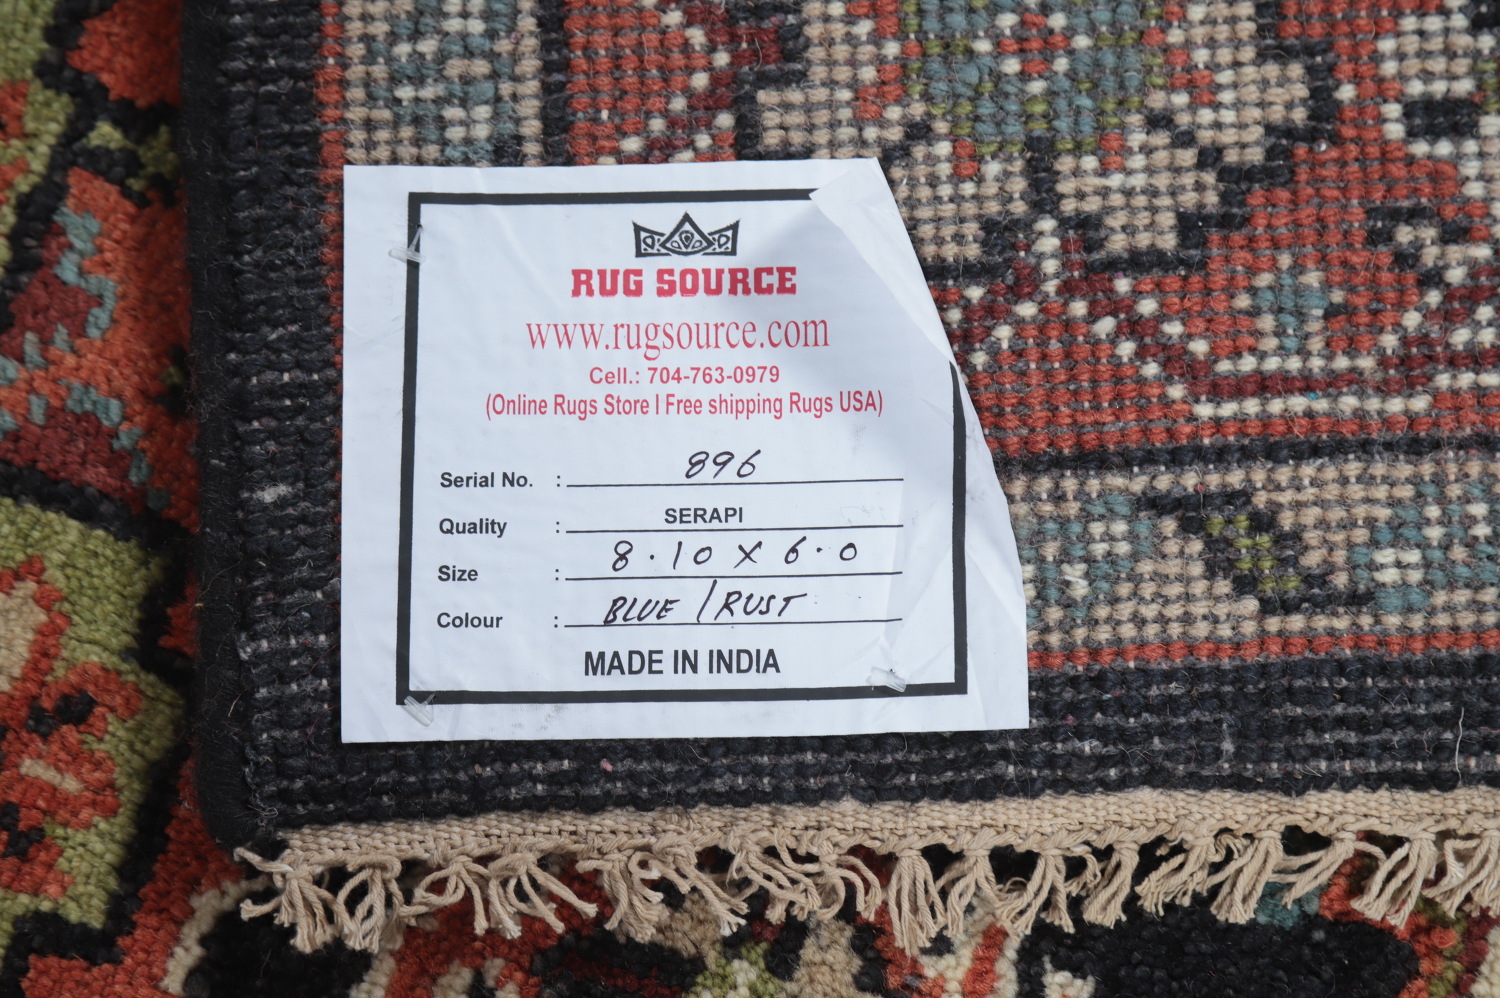 RUG SOURCE
www.rugsource.com
Cell.: 704-763-0979
(Online Rugs Store I Free shipping Rugs USA)
Serial No. : 896
Quality : SERAPI
Size : 8.10 X 6.0
Colour : BLUE / RUST
MADE IN INDIA